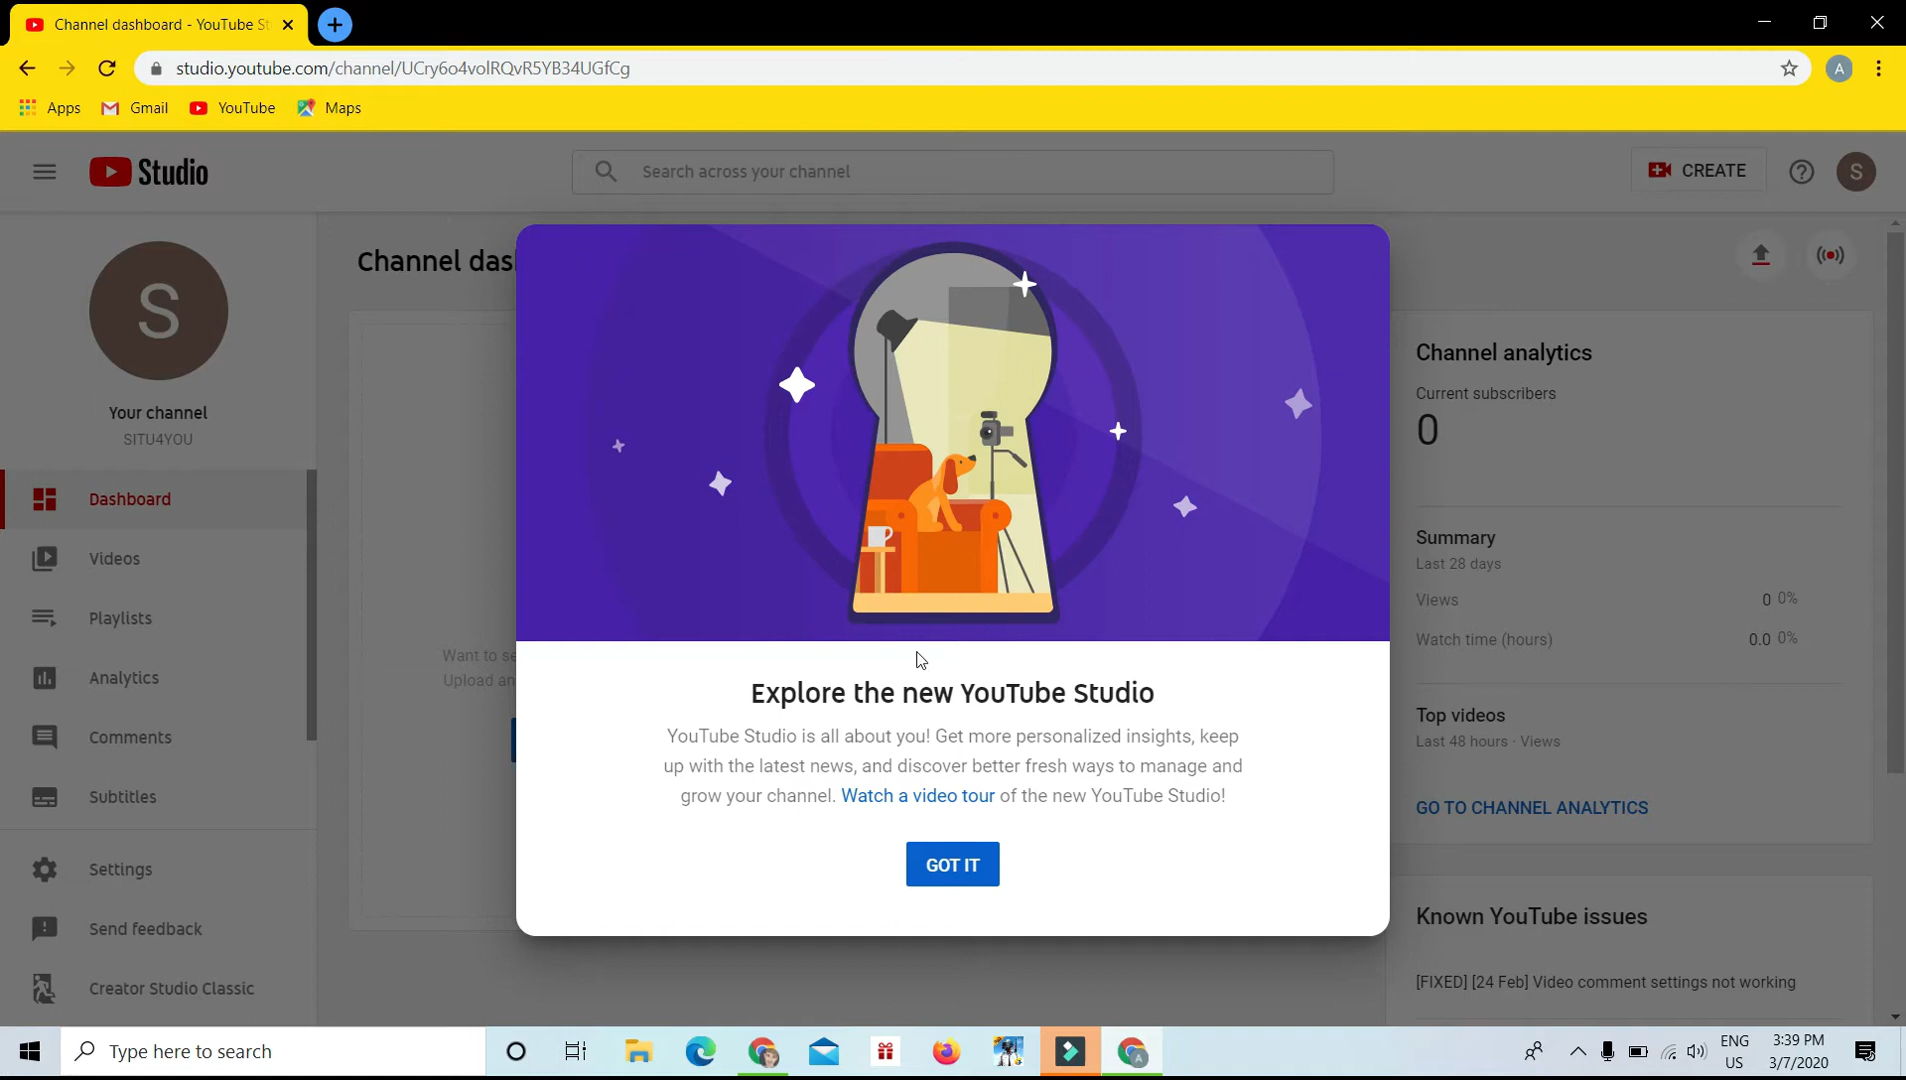 Channel dashboard - YouTube St
studio.youtube.com/channel/UCry6o4volRQvR5YB34UGfCg
A
Apps
Gmail
YouTube
Maps
Studio
Search across your channel
CREATE
S
S
Your channel
SITU4YOU
Dashboard
Videos
Playlists
Analytics
Comments
Subtitles
Settings
Send feedback
Creator Studio Classic
Channel das
Want to se
Upload an
Explore the new YouTube Studio
YouTube Studio is all about you! Get more personalized insights, keep
up with the latest news, and discover better fresh ways to manage and
grow your channel. Watch a video tour of the new YouTube Studio!
GOT IT
Channel analytics
Current subscribers
0
Summary
Last 28 days
Views 0 0%
Watch time (hours) 0.0 0%
Top videos
Last 48 hours · Views
GO TO CHANNEL ANALYTICS
Known YouTube issues
[FIXED] [24 Feb] Video comment settings not working
Type here to search
A
ENG
US
3:39 PM
3/7/2020